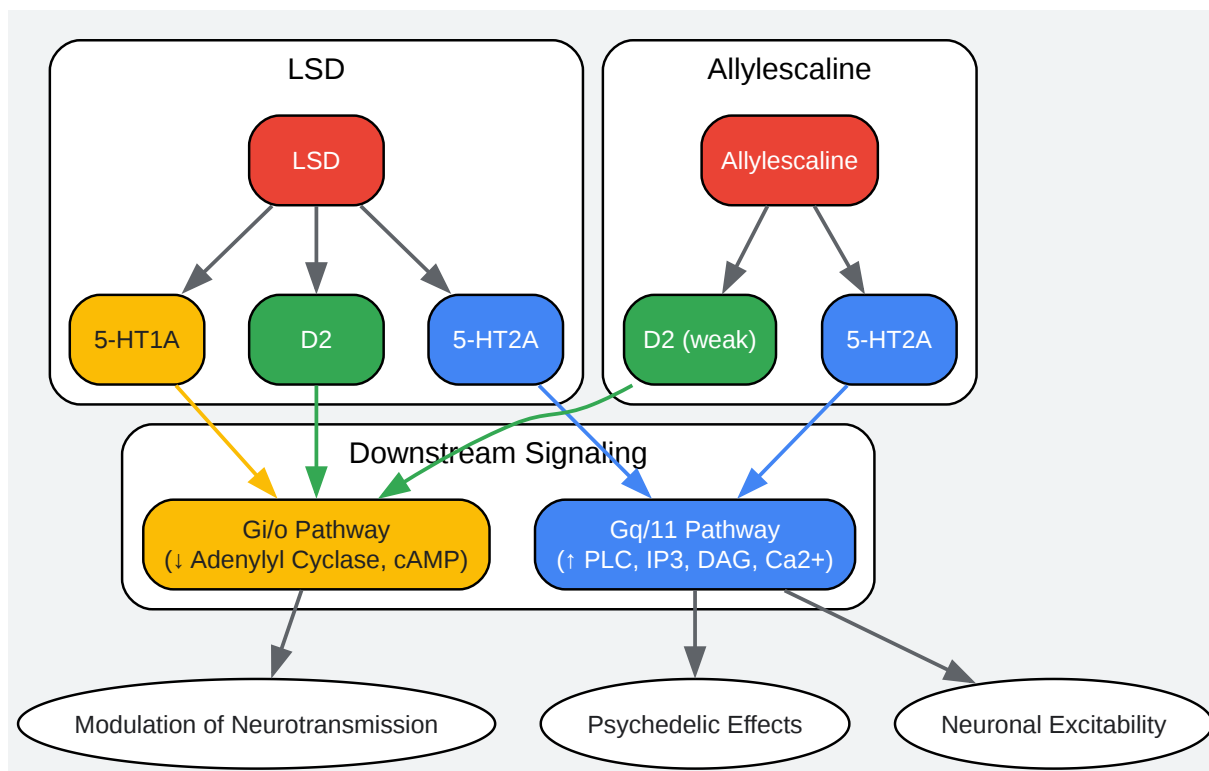 LSD
Allylescaline
LSD
Allylescaline
5-HT1A
D2
5-HT2A
D2 (weak)
5-HT2A
Downstream Signaling
Gi/o Pathway
(↓ Adenylyl Cyclase, cAMP)
Gq/11 Pathway
(↑ PLC, IP3, DAG, Ca2+)
Modulation of Neurotransmission
Psychedelic Effects
Neuronal Excitability